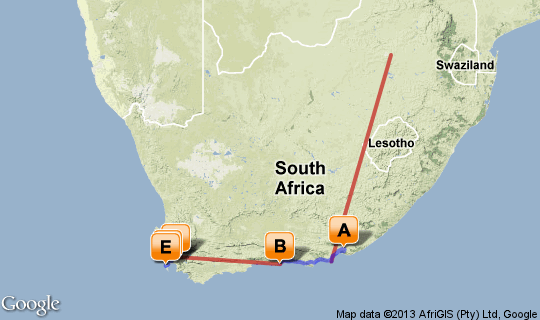 Swaziland
Lesotho
South
Africa
A
B
E
Google
Map data ©2013 AfriGIS (Pty) Ltd, Google